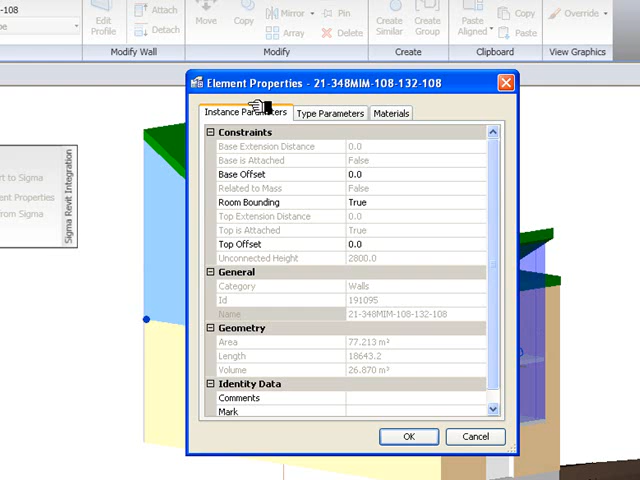 -108
Edit
Profile
Attach
Detach
Modify Wall
Move
Copy
Mirror
Array
Pin
Delete
Modify
Create
Similar
Create
Group
Create
Paste
Aligned
Copy
Paste
Clipboard
Override
View Graphics
rt to Sigma
ent Properties
from Sigma
Sigma Revit Integration
Element Properties - 21-348MIM-108-132-108
Instance Parameters
Type Parameters
Materials
Constraints
Base Extension Distance 0.0
Base is Attached False
Base Offset 0.0
Related to Mass False
Room Bounding True
Top Extension Distance 0.0
Top is Attached True
Top Offset 0.0
Unconnected Height 2800.0
General
Category Walls
Id 191095
Name 21-348MIM-108-132-108
Geometry
Area 77.213 m²
Length 18643.2
Volume 26.870 m³
Identity Data
Comments
Mark
OK
Cancel